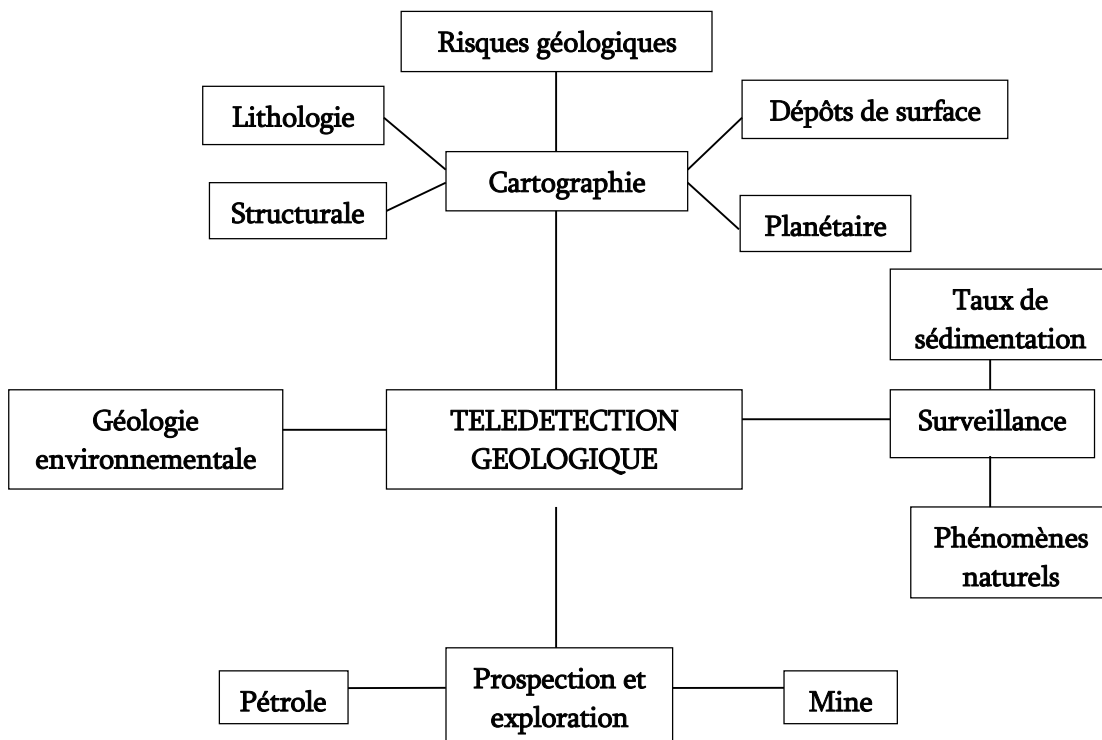 Risques géologiques
Lithologie
Dépôts de surface
Cartographie
Structurale
Planétaire
Taux de
sédimentation
Géologie
environnementale
TELEDETECTION
GEOLOGIQUE
Surveillance
Phénomènes
naturels
Pétrole
Prospection et
exploration
Mine